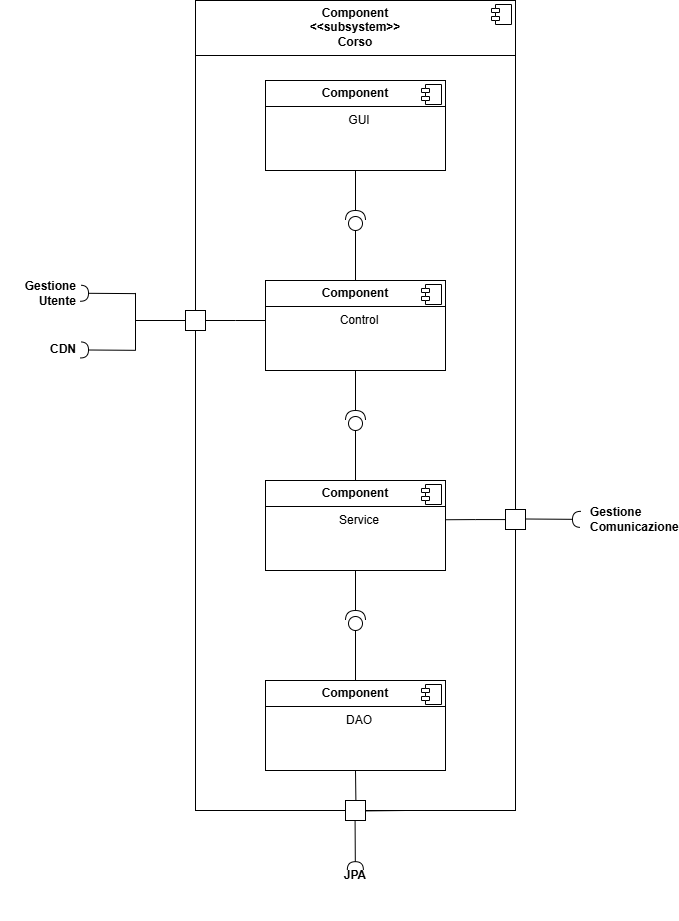 Component
<<subsystem>>
Corso
Component
GUI
Gestione
Utente
CDN
Component
Control
Component
Service
Gestione
Comunicazione
Component
DAO
JPA